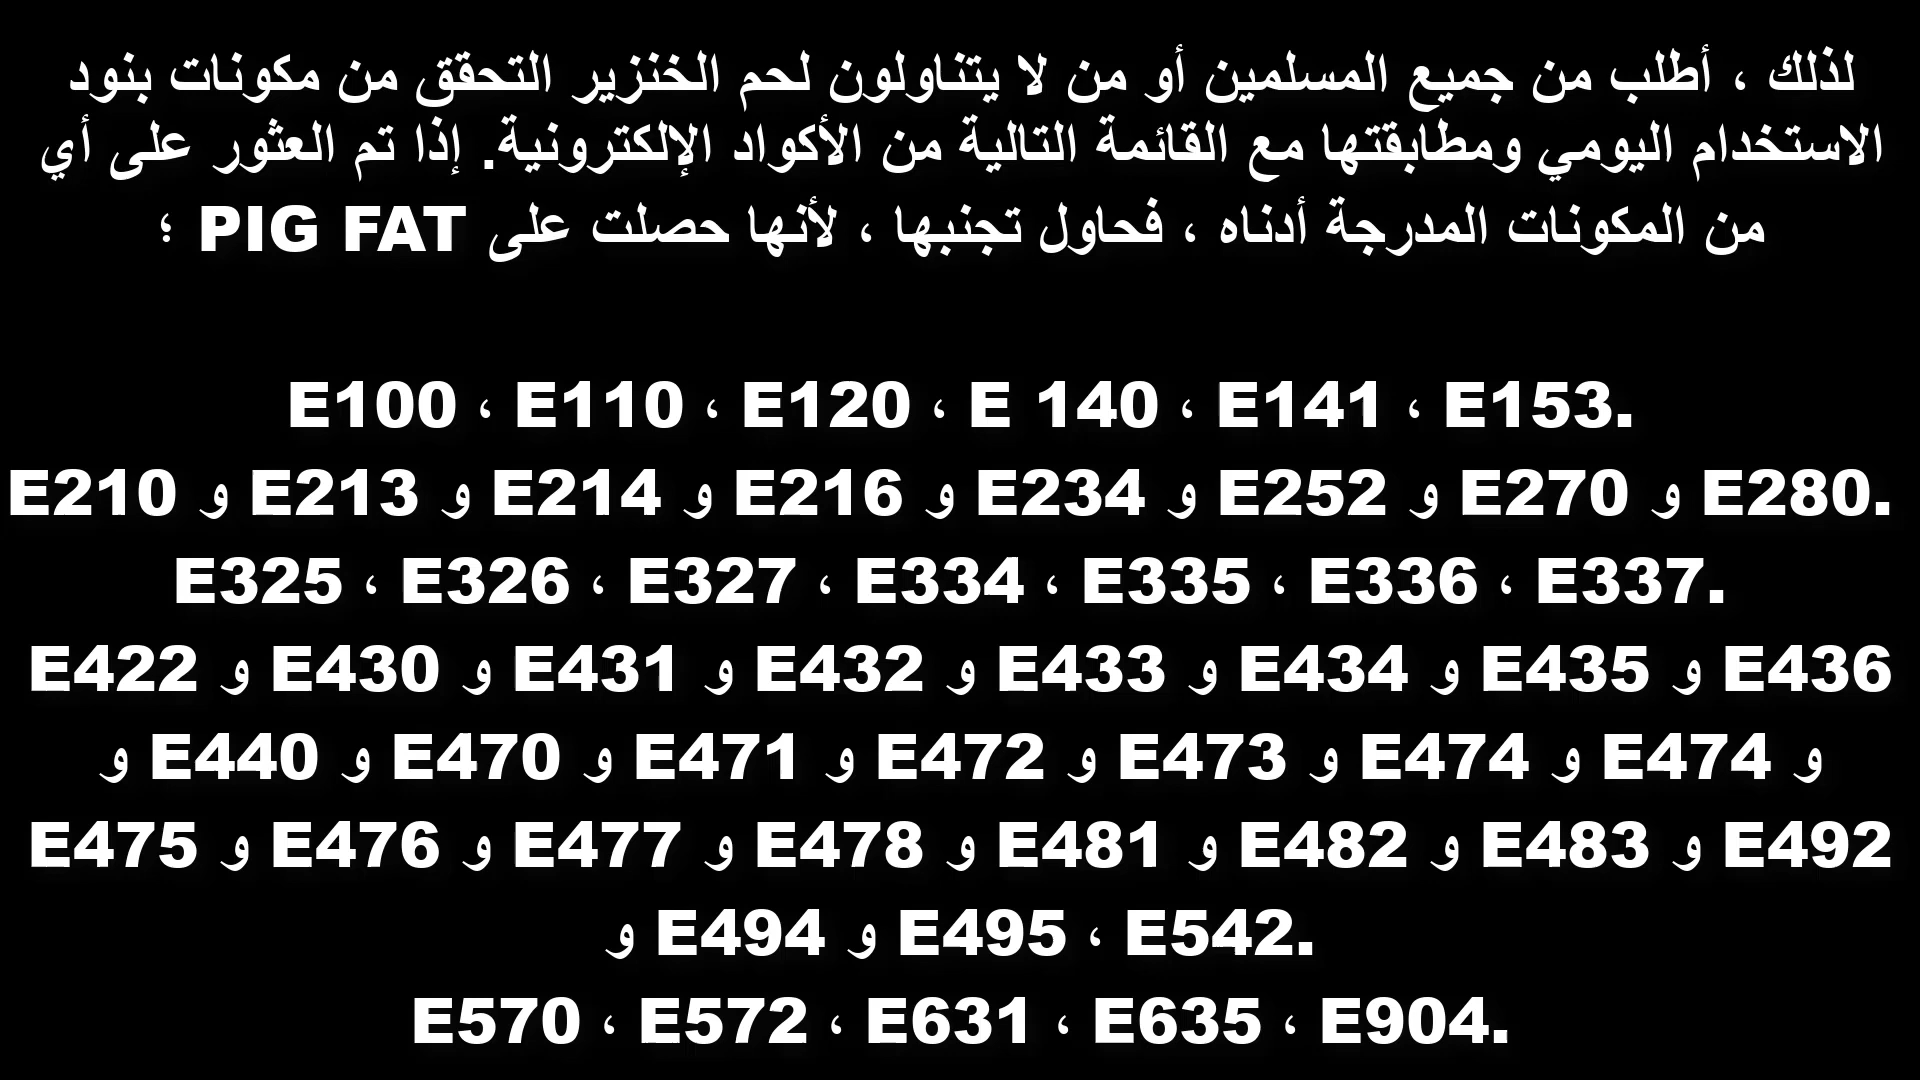 لذلك ، أطلب من جميع المسلمين أو من لا يتناولون لحم الخنزير التحقق من مكونات بنود
الاستخدام اليومي ومطابقتها مع القائمة التالية من الأكواد الإلكترونية. إذا تم العثور على أي
من المكونات المدرجة أدناه ، فحاول تجنبها ، لأنها حصلت على PIG FAT ؛
E100 ، E110 ، E120 ، E 140 ، E141 ، E153.
E210 و E213 و E214 و E216 و E234 و E252 و E270 و E280.
E325 ، E326 ، E327 ، E334 ، E335 ، E336 ، E337.
E422 و E430 و E431 و E432 و E433 و E434 و E435 و E436
و E440 و E470 و E471 و E472 و E473 و E474 و E474 و
E475 و E476 و E477 و E478 و E481 و E482 و E483 و E492
و E494 و E495 ، E542.
E570 ، E572 ، E631 ، E635 ، E904.